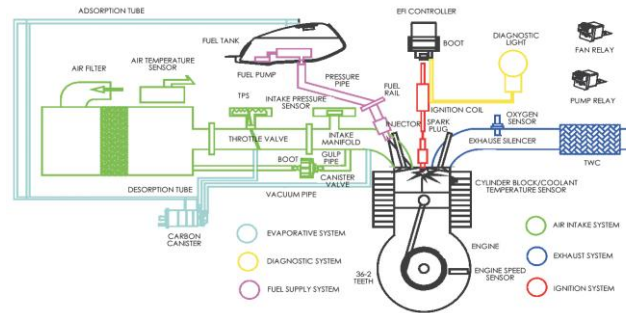 ADSORPTION TUBE
EFI CONTROLLER
FUEL TANK
BOOT
DIAGNOSTIC
LIGHT
FAN RELAY
AIR FILTER
AIR TEMPERATURE
SENSOR
FUEL PUMP
PRESSURE
PIPE
FUEL
RAIL
PUMP RELAY
TPS
INTAKE PRESSURE
SENSOR
IGNITION COIL
INJECTOR
SPARK
PLUG
OXYGEN
SENSOR
THROTTLE VALVE
INTAKE
MANIFOLD
EXHAUSE SILENCER
BOOT
GULP
PIPE
CANISTER
VALVE
TWC
DESORPTION TUBE
VACUUM PIPE
CYLINDER BLOCK/COOLANT
TEMPERATURE SENSOR
CARBON
CANISTER
EVAPORATIVE SYSTEM
AIR INTAKE SYSTEM
ENGINE
DIAGNOSTIC SYSTEM
EXHAUST SYSTEM
36-2
TEETH
ENGINE SPEED
SENSOR
FUEL SUPPLY SYSTEM
IGNITION SYSTEM